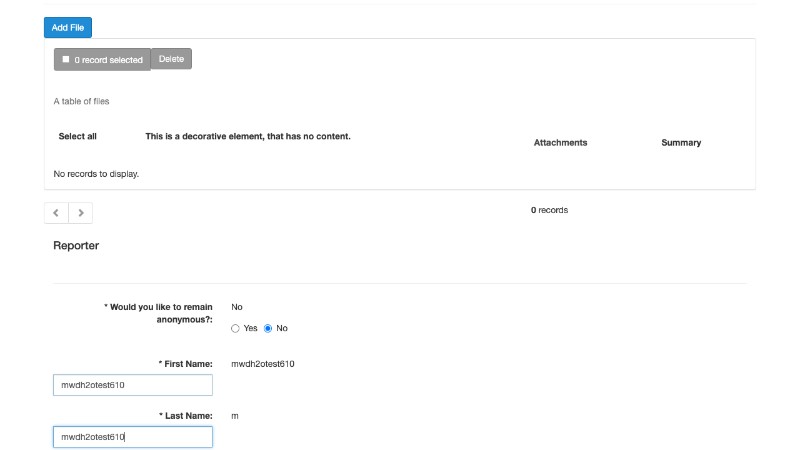 Add File
0 record selected Delete
A table of files
Select all This is a decorative element, that has no content. Attachments Summary
No records to display.
0 records
Reporter
* Would you like to remain anonymous?: No
Yes No
* First Name: mwdh2otest610
mwdh2otest610
* Last Name: m
mwdh2otest610